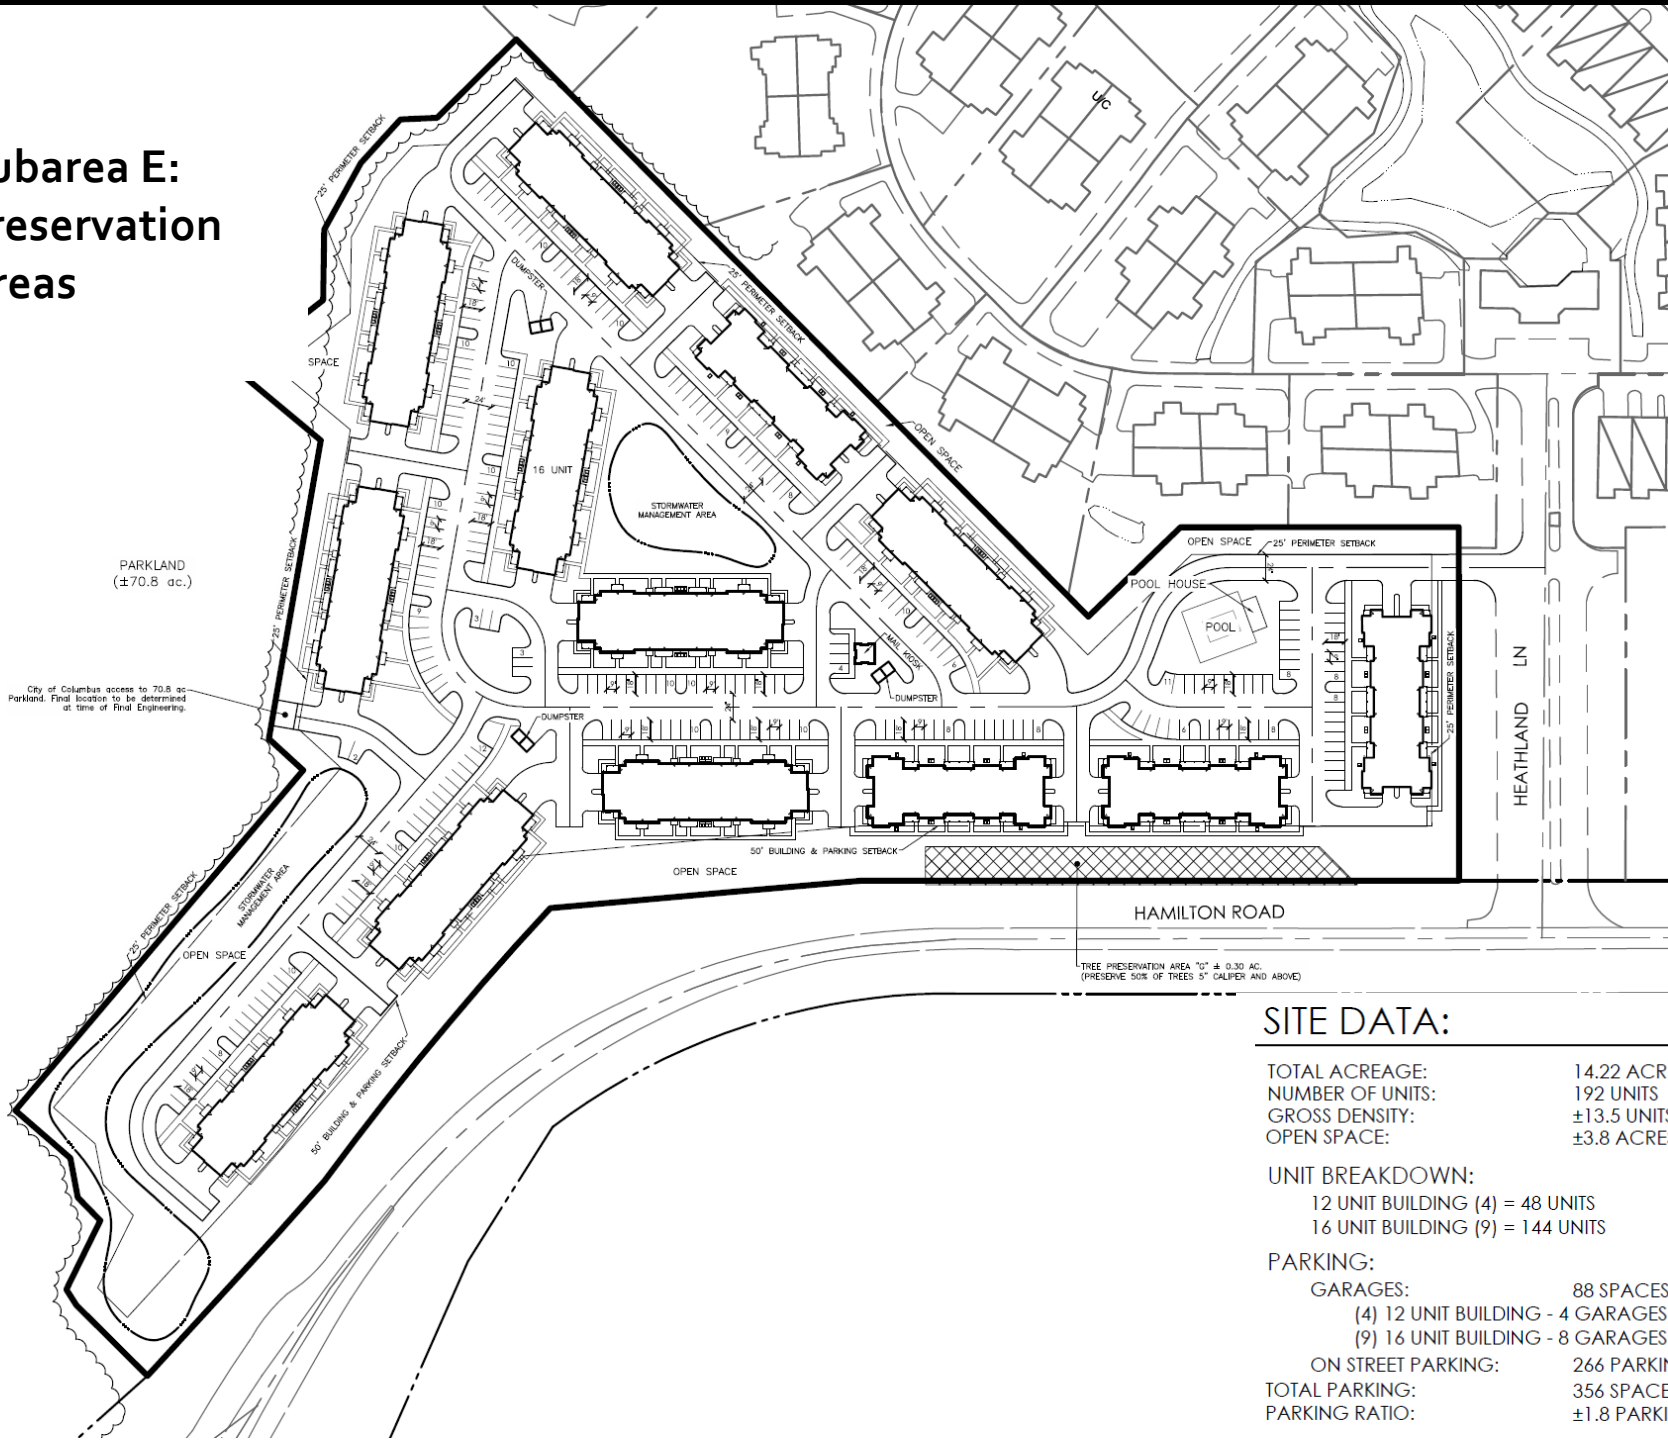 ubarea E:
reservation
reas
25' PERIMETER SETBACK
U/C
DUMPSTER
25' PERIMETER SETBACK
SPACE
OPEN SPACE
16 UNIT
STORMWATER
MANAGEMENT AREA
PARKLAND
(±70.8 ac.)
25' PERIMETER SETBACK
OPEN SPACE
25' PERIMETER SETBACK
POOL HOUSE
POOL
MAIL KIOSK
DUMPSTER
25' PERIMETER SETBACK
HEATHLAND LN
City of Columbus access to 70.8 ac
Parkland. Final location to be determined
at time of Final Engineering.
DUMPSTER
50' BUILDING & PARKING SETBACK
OPEN SPACE
STORMWATER
MANAGEMENT AREA
25' PERIMETER SETBACK
OPEN SPACE
HAMILTON ROAD
TREE PRESERVATION AREA "G" ± 0.30 AC.
(PRESERVE 50% OF TREES 5" CALIPER AND ABOVE)
50' BUILDING & PARKING SETBACK
SITE DATA:
TOTAL ACREAGE: 14.22 ACR
NUMBER OF UNITS: 192 UNITS
GROSS DENSITY: ±13.5 UNITS
OPEN SPACE: ±3.8 ACRE
UNIT BREAKDOWN:
12 UNIT BUILDING (4) = 48 UNITS
16 UNIT BUILDING (9) = 144 UNITS
PARKING:
GARAGES: 88 SPACES
(4) 12 UNIT BUILDING - 4 GARAGES
(9) 16 UNIT BUILDING - 8 GARAGES
ON STREET PARKING: 266 PARKIN
TOTAL PARKING: 356 SPACE
PARKING RATIO: ±1.8 PARKI